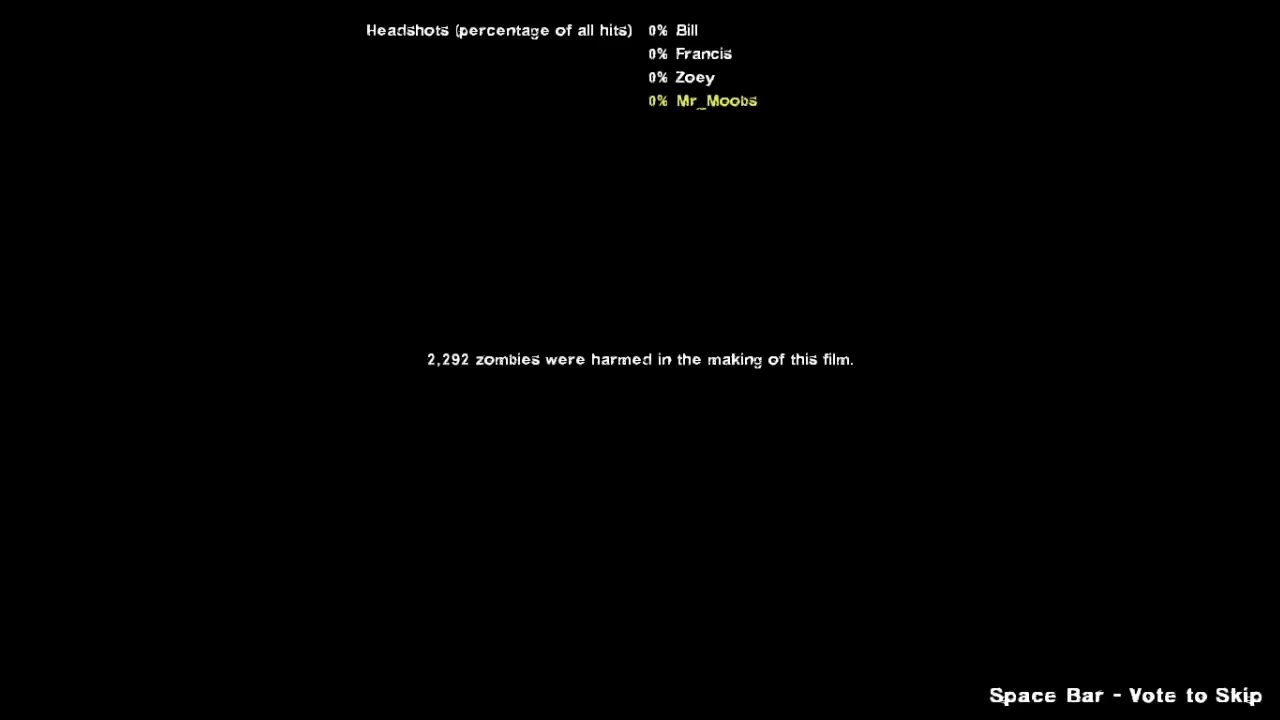 Headshots (percentage of all hits) 0% Bill
0% Francis
0% Zoey
0% Mr_Moobs
2,292 zombies were harmed in the making of this film.
Space Bar - Vote to Skip